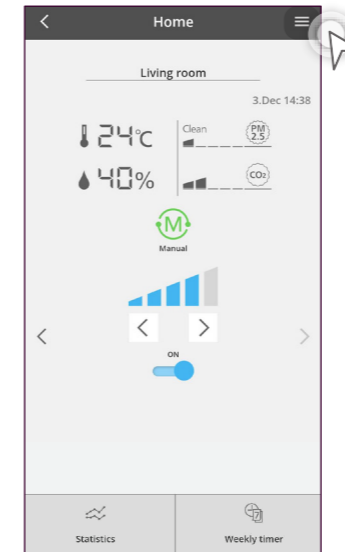 Home
Living room
3.Dec 14:38
24℃
Clean
PM
2.5
40%
CO₂
M
Manual
ON
7
Statistics
Weekly timer